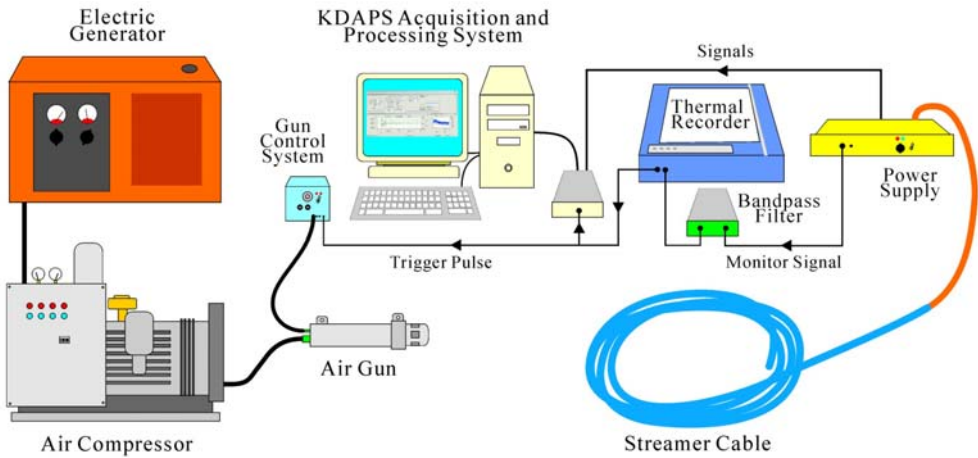 Electric
Generator
KDAPS Acquisition and
Processing System
Signals
Thermal
Recorder
Gun
Control
System
Power
Supply
Bandpass
Filter
Trigger Pulse
Monitor Signal
Air Gun
Air Compressor
Streamer Cable